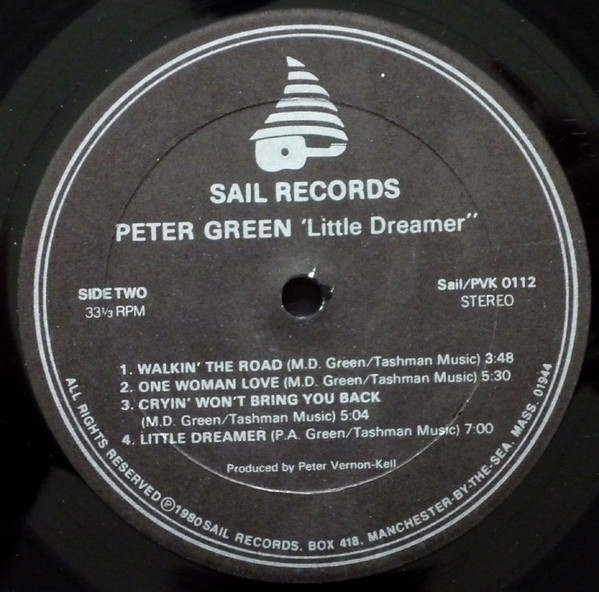 SAIL RECORDS
PETER GREEN 'Little Dreamer"
SIDE TWO
33⅓ RPM
Sail/PVK 0112
STEREO
1. WALKIN' THE ROAD (M.D. Green/Tashman Music) 3:48
2. ONE WOMAN LOVE (M.D. Green/Tashman Music) 5:30
3. CRYIN' WON'T BRING YOU BACK
(M.D. Green/Tashman Music) 5:04
4. LITTLE DREAMER (P.A. Green/Tashman Music) 7:00
Produced by Peter Vernon-Kell
ALL RIGHTS RESERVED ℗1980 SAIL RECORDS. BOX 418. MANCHESTER-BY-THE-SEA. MASS. 01944